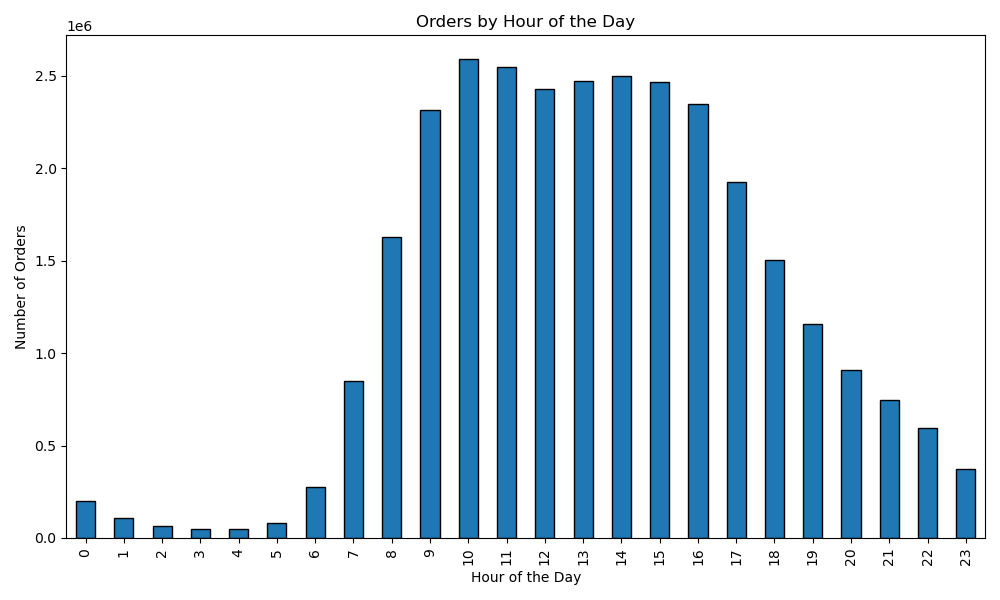 Orders by Hour of the Day
1e6
2.5
2.0
1.5
1.0
0.5
0.0
Number of Orders
0 1 2 3 4 5 6 7 8 9 10 11 12 13 14 15 16 17 18 19 20 21 22 23
Hour of the Day